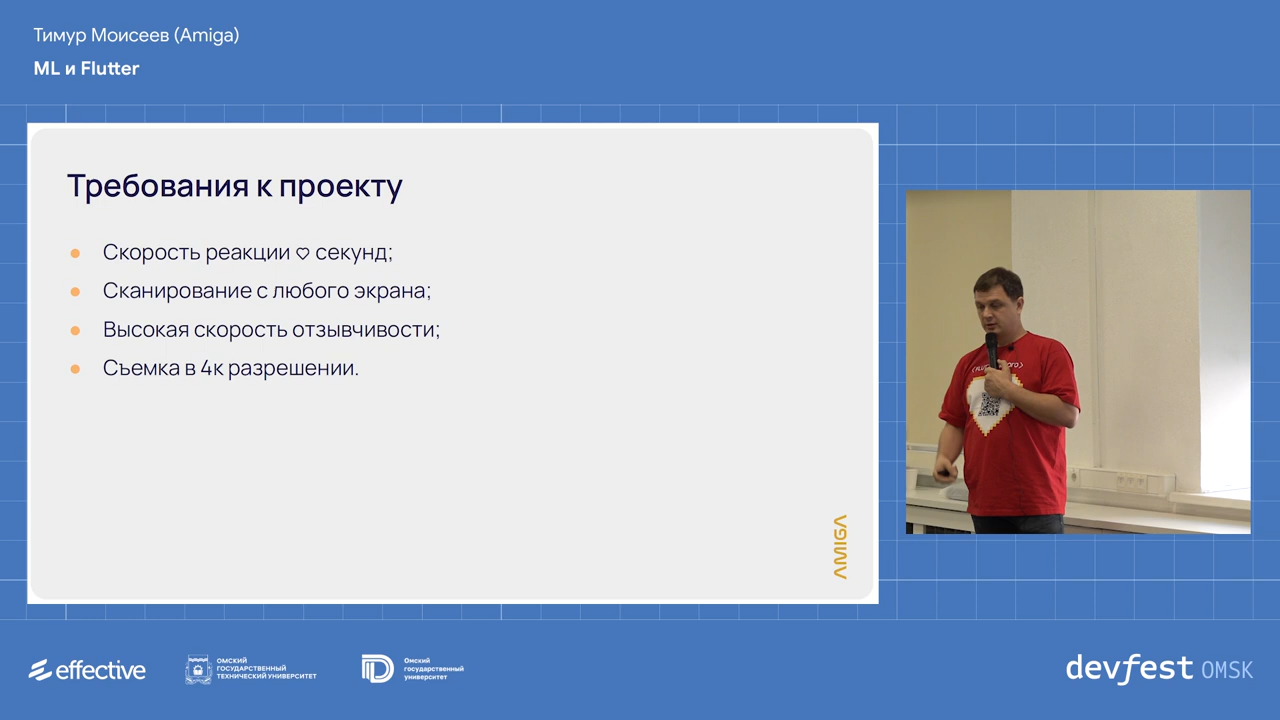 Тимур Моисеев (Amiga)
ML и Flutter
Требования к проекту
Скорость реакции ♡ секунд;
Сканирование с любого экрана;
Высокая скорость отзывчивости;
Съемка в 4к разрешении.
AMIGA
effective
ОМСКИЙ
ГОСУДАРСТВЕННЫЙ
ТЕХНИЧЕСКИЙ УНИВЕРСИТЕТ
Омский
государственный
университет
devfest OMSK